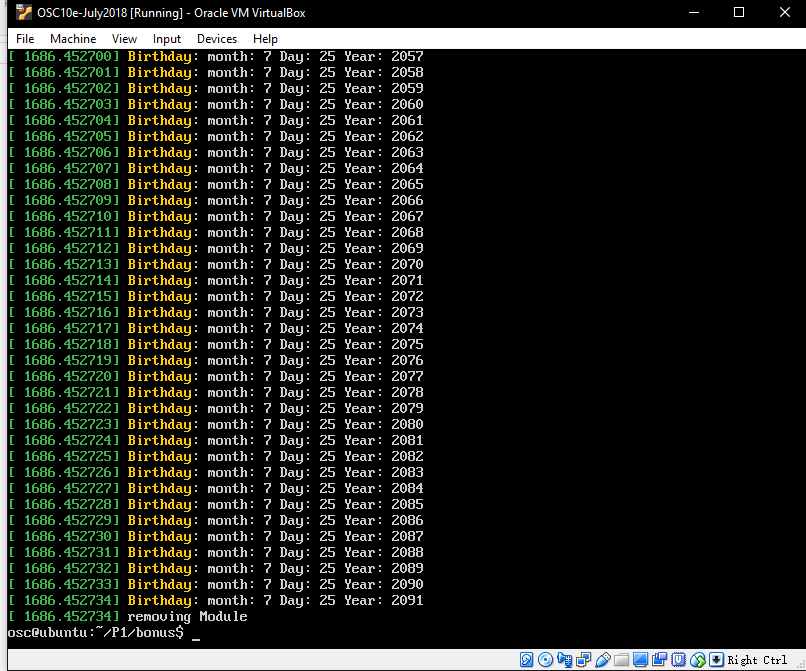 OSC10e-July2018 [Running] - Oracle VM VirtualBox
File Machine View Input Devices Help
[ 1686.452700] Birthday: month: 7 Day: 25 Year: 2057
[ 1686.452701] Birthday: month: 7 Day: 25 Year: 2058
[ 1686.452702] Birthday: month: 7 Day: 25 Year: 2059
[ 1686.452703] Birthday: month: 7 Day: 25 Year: 2060
[ 1686.452704] Birthday: month: 7 Day: 25 Year: 2061
[ 1686.452705] Birthday: month: 7 Day: 25 Year: 2062
[ 1686.452706] Birthday: month: 7 Day: 25 Year: 2063
[ 1686.452707] Birthday: month: 7 Day: 25 Year: 2064
[ 1686.452708] Birthday: month: 7 Day: 25 Year: 2065
[ 1686.452709] Birthday: month: 7 Day: 25 Year: 2066
[ 1686.452710] Birthday: month: 7 Day: 25 Year: 2067
[ 1686.452711] Birthday: month: 7 Day: 25 Year: 2068
[ 1686.452712] Birthday: month: 7 Day: 25 Year: 2069
[ 1686.452713] Birthday: month: 7 Day: 25 Year: 2070
[ 1686.452714] Birthday: month: 7 Day: 25 Year: 2071
[ 1686.452715] Birthday: month: 7 Day: 25 Year: 2072
[ 1686.452716] Birthday: month: 7 Day: 25 Year: 2073
[ 1686.452717] Birthday: month: 7 Day: 25 Year: 2074
[ 1686.452718] Birthday: month: 7 Day: 25 Year: 2075
[ 1686.452719] Birthday: month: 7 Day: 25 Year: 2076
[ 1686.452720] Birthday: month: 7 Day: 25 Year: 2077
[ 1686.452721] Birthday: month: 7 Day: 25 Year: 2078
[ 1686.452722] Birthday: month: 7 Day: 25 Year: 2079
[ 1686.452723] Birthday: month: 7 Day: 25 Year: 2080
[ 1686.452724] Birthday: month: 7 Day: 25 Year: 2081
[ 1686.452725] Birthday: month: 7 Day: 25 Year: 2082
[ 1686.452726] Birthday: month: 7 Day: 25 Year: 2083
[ 1686.452727] Birthday: month: 7 Day: 25 Year: 2084
[ 1686.452728] Birthday: month: 7 Day: 25 Year: 2085
[ 1686.452729] Birthday: month: 7 Day: 25 Year: 2086
[ 1686.452730] Birthday: month: 7 Day: 25 Year: 2087
[ 1686.452731] Birthday: month: 7 Day: 25 Year: 2088
[ 1686.452732] Birthday: month: 7 Day: 25 Year: 2089
[ 1686.452733] Birthday: month: 7 Day: 25 Year: 2090
[ 1686.452734] Birthday: month: 7 Day: 25 Year: 2091
[ 1686.452734] removing Module
osc@ubuntu:~/P1/bonus$ _
Right Ctrl